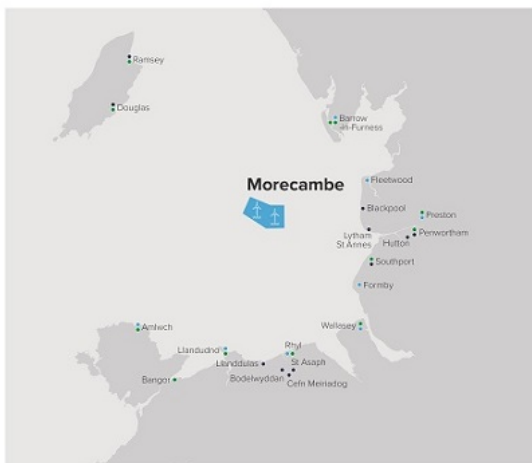 Ramsey
Douglas
Barrow
-in-Furness
Morecambe
Fleetwood
Blackpool
Preston
Lytham
St Annes
Penwortham
Hutton
Southport
Formby
Wallasey
Amlwch
Llandudno
Rhyl
Llanddulas
St Asaph
Bangor
Bodelwyddan
Cefn Meiriadog